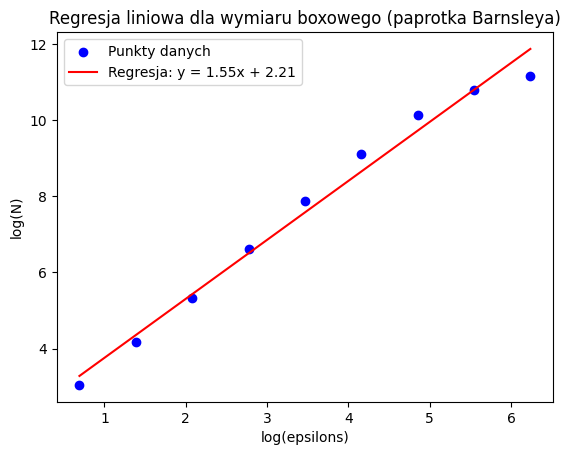 Regresja liniowa dla wymiaru boxowego (paprotka Barnsleya)
Punkty danych
Regresja: y = 1.55x + 2.21
12
10
8
6
4
log(N)
1
2
3
4
5
6
log(epsilons)